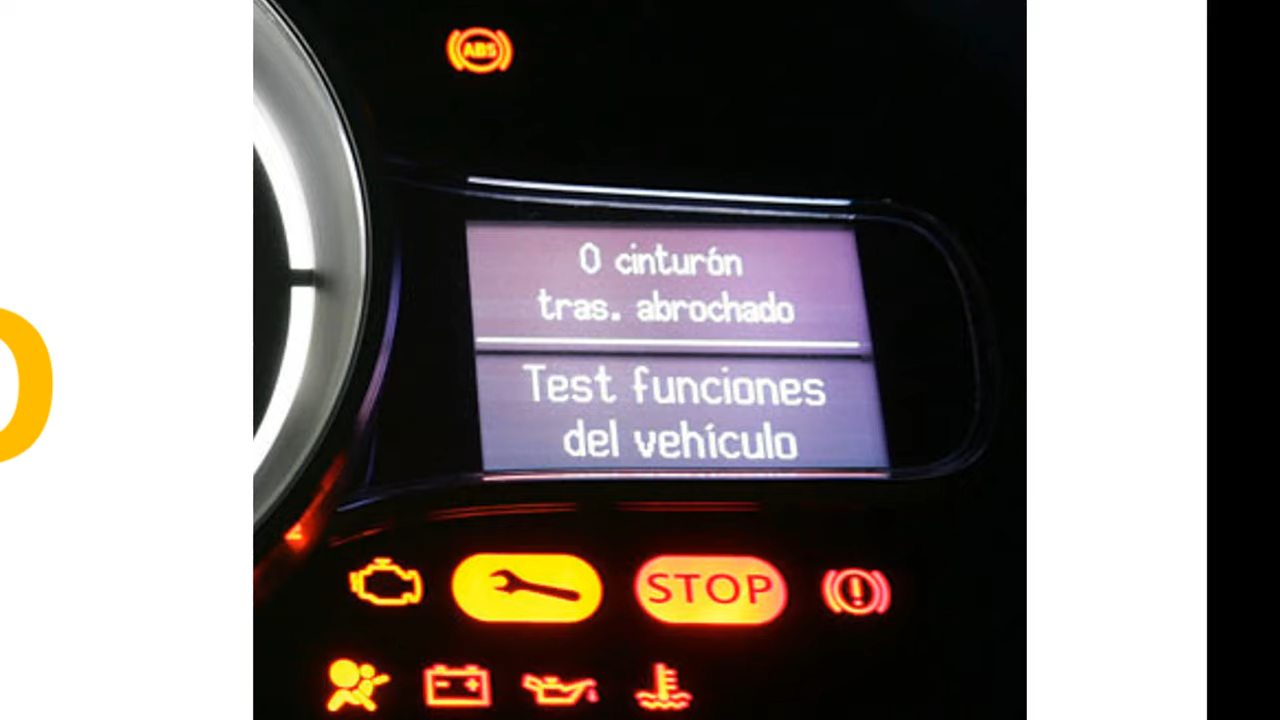 ABS
0 cinturón
tras. abrochado
Test funciones
del vehículo
STOP